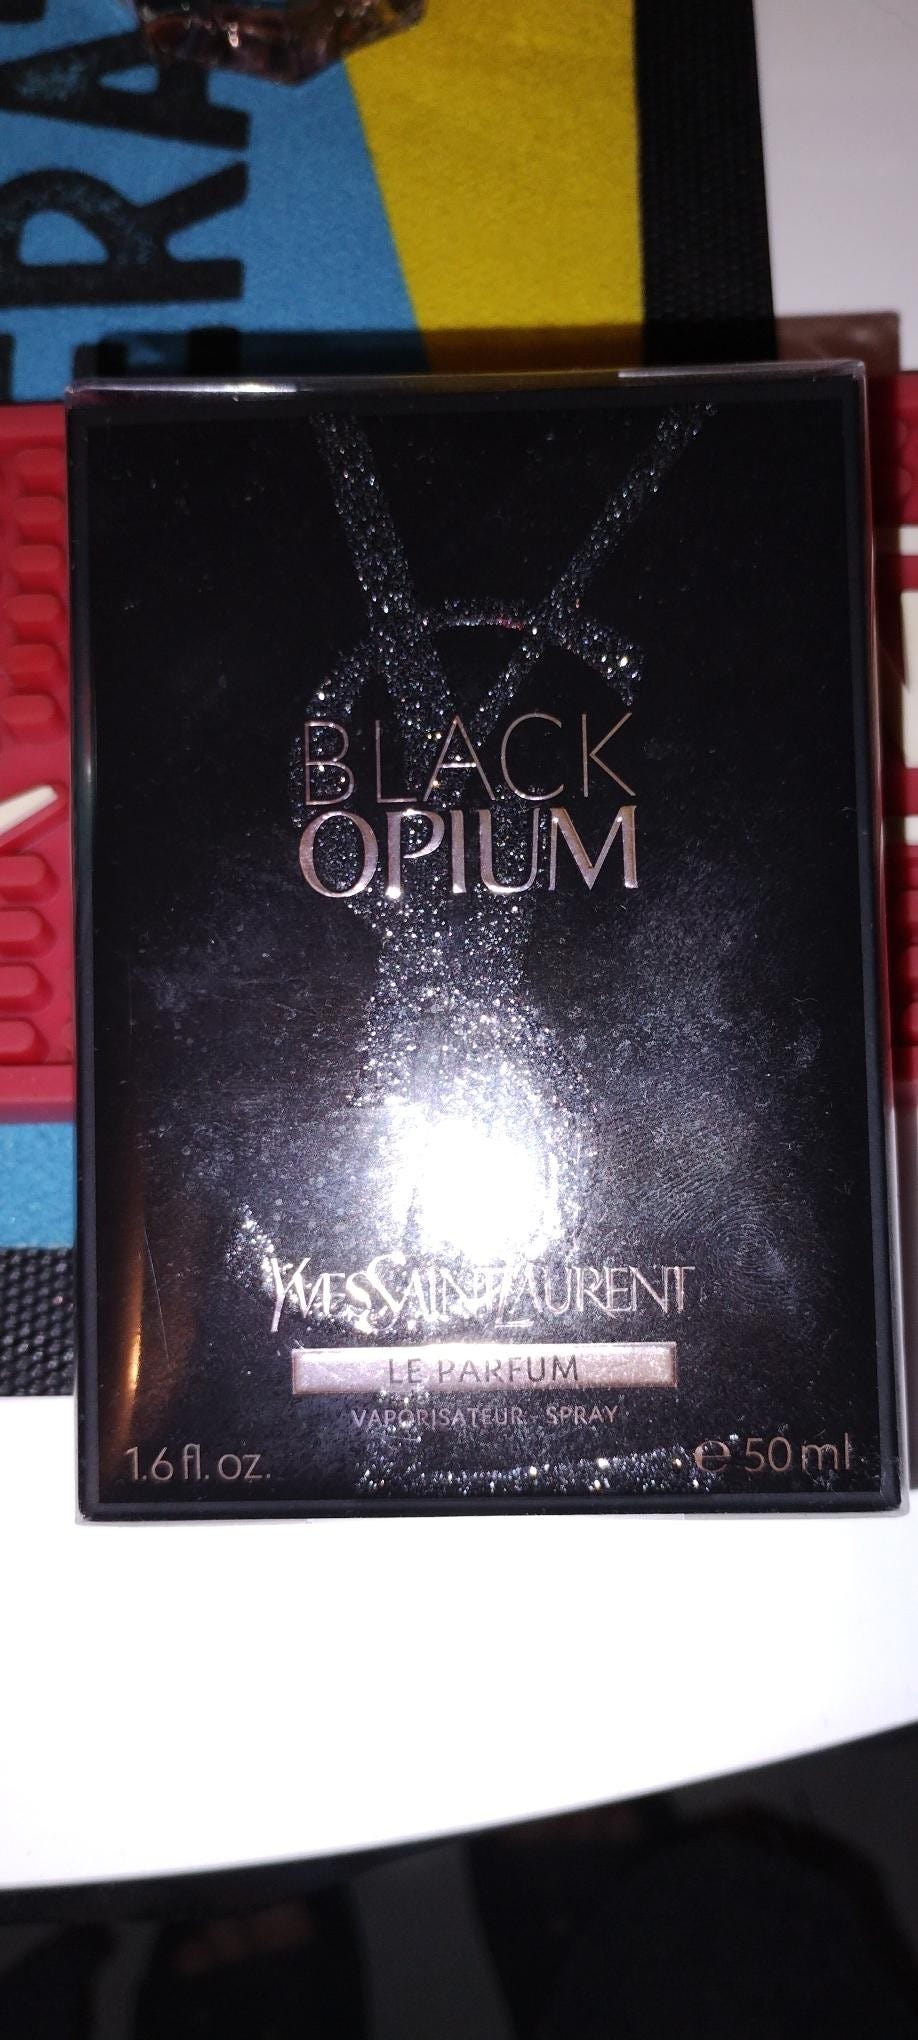 BLACK
OPIUM
YVESSAINTLAURENT
LE PARFUM
VAPORISATEUR - SPRAY
1.6 fl. oz.
℮ 50 ml